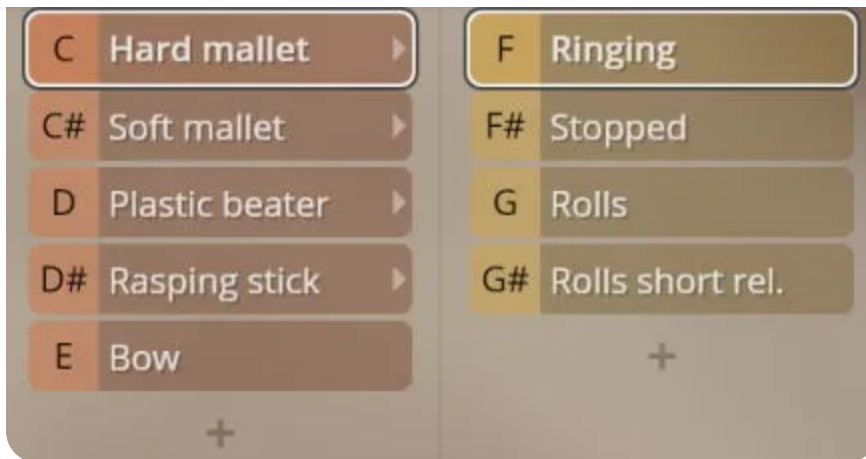 C Hard mallet
C# Soft mallet
D Plastic beater
D# Rasping stick
E Bow
+
F Ringing
F# Stopped
G Rolls
G# Rolls short rel.
+